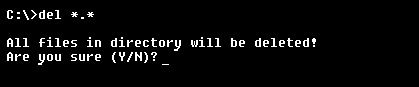 C:\>del *.*
All files in directory will be deleted!
Are you sure (Y/N)?_